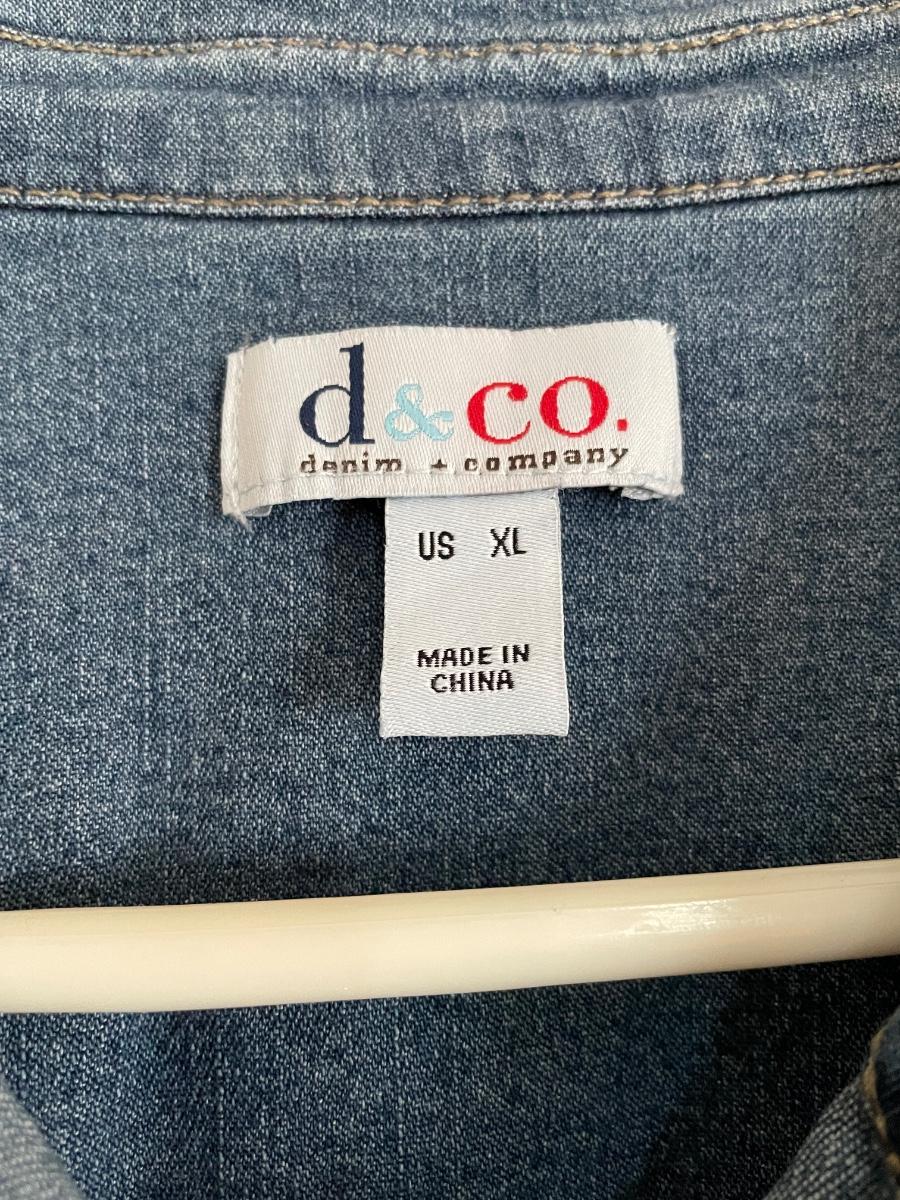 d&co.
denim + company
US XL
MADE IN
CHINA